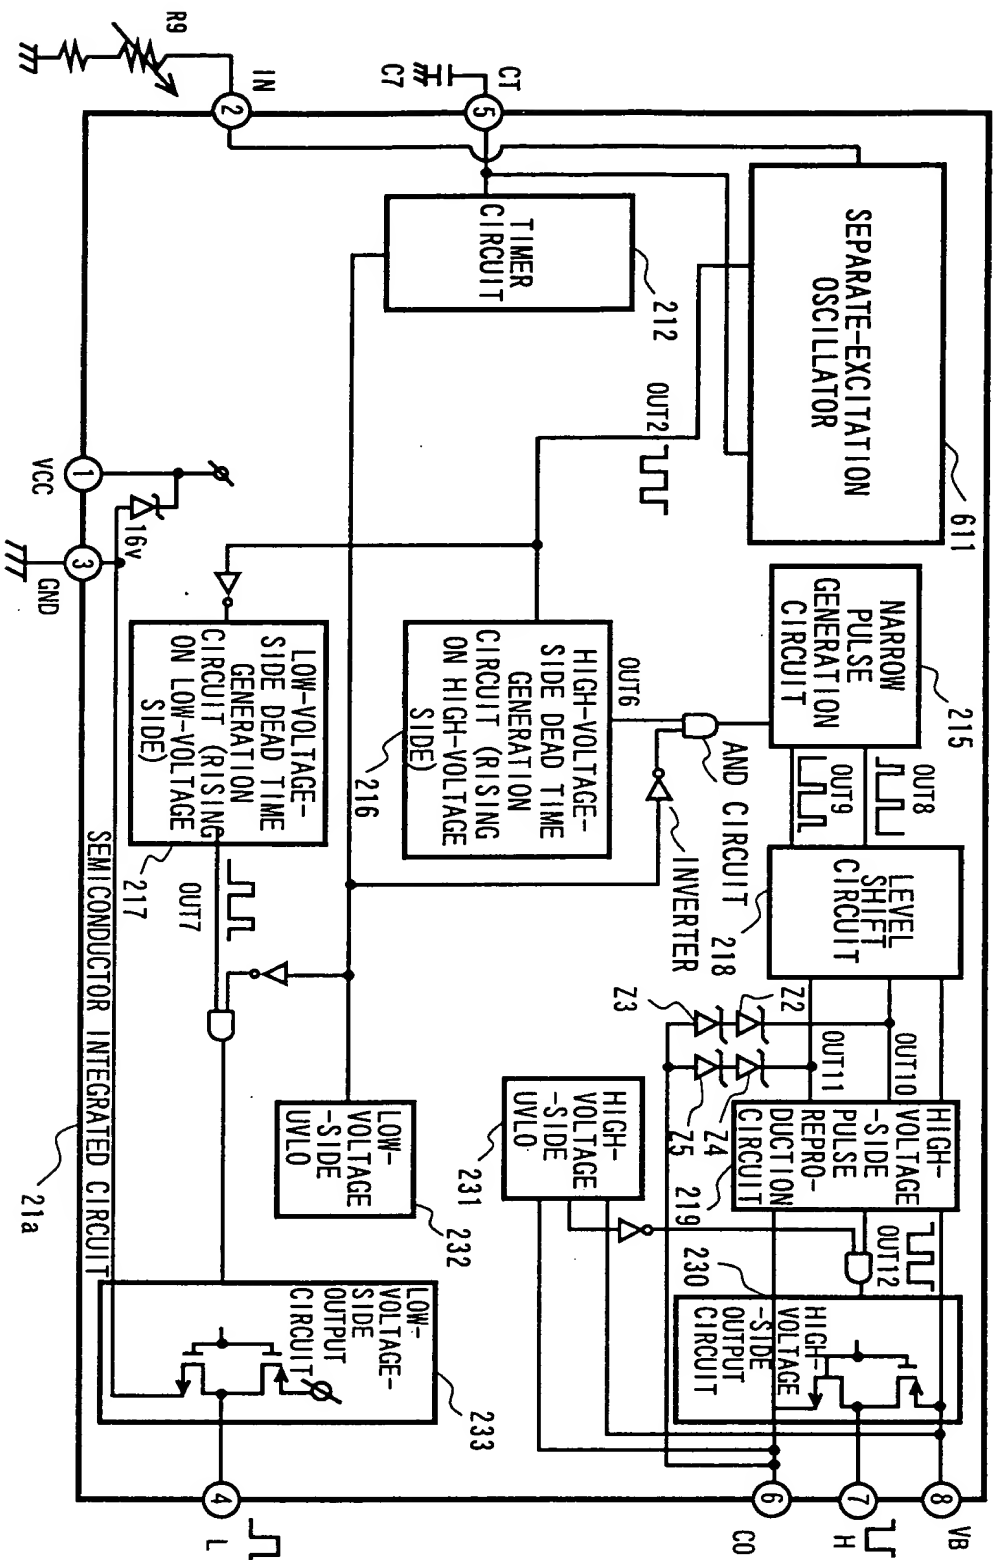 R9
IN
2
C7
CT
5
SEPARATE-EXCITATION
OSCILLATOR
611
TIMER
CIRCUIT
212
OUT2
VCC
1
16v
3
GND
NARROW
PULSE
GENERATION
CIRCUIT
215
OUT8
OUT9
HIGH-VOLTAGE-
SIDE DEAD TIME
GENERATION
CIRCUIT (RISING
ON HIGH-VOLTAGE
SIDE)
216
OUT6
AND CIRCUIT
INVERTER
LOW-VOLTAGE-
SIDE DEAD TIME
GENERATION
CIRCUIT (RISING
ON LOW-VOLTAGE
SIDE)
217
OUT7
LEVEL
SHIFT
CIRCUIT
218
Z3
Z2
Z5
Z4
OUT10
OUT11
HIGH-
VOLTAGE
-SIDE
PULSE
REPRO-
DUCTION
CIRCUIT
219
HIGH-
VOLTAGE
-SIDE
UVLO
231
LOW-
VOLTAGE
-SIDE
UVLO
232
OUT12
230
HIGH-
VOLTAGE
-SIDE
OUTPUT
CIRCUIT
LOW-
VOLTAGE-
SIDE
OUTPUT
CIRCUIT
233
SEMICONDUCTOR INTEGRATED CIRCUIT
21a
8
VB
7
H
6
CO
4
L